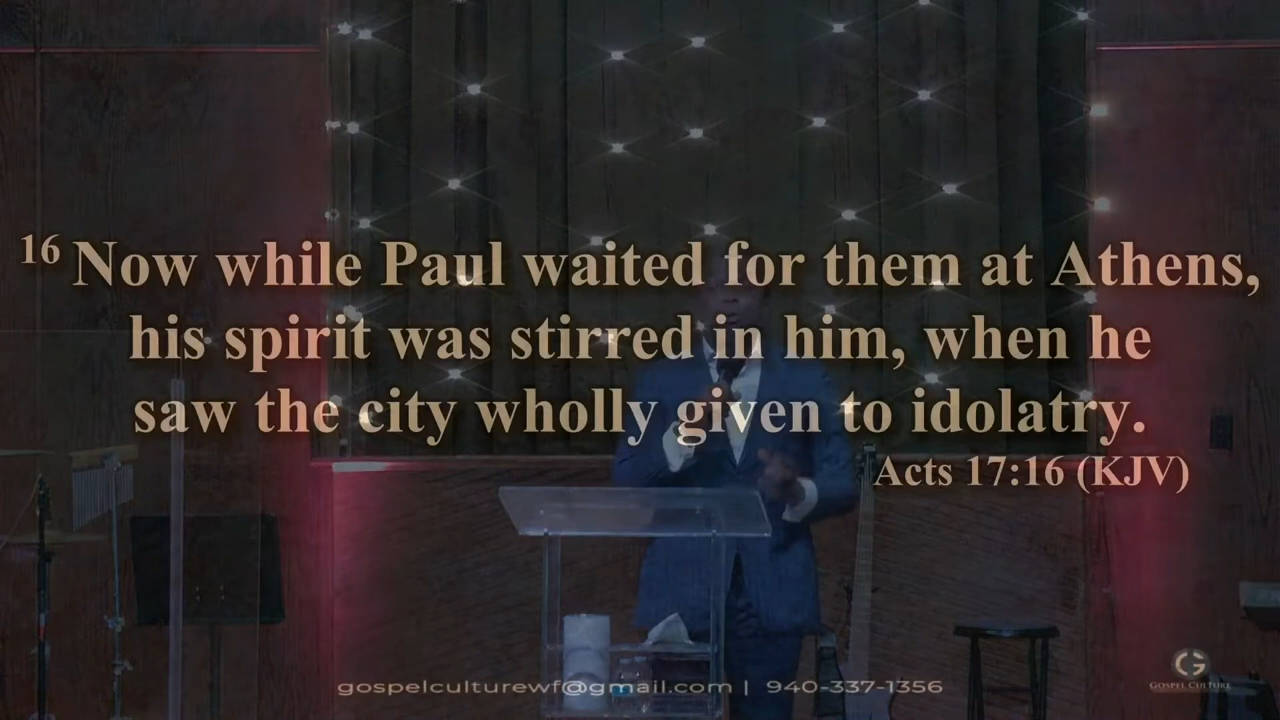 16 Now while Paul waited for them at Athens,
his spirit was stirred in him, when he
saw the city wholly given to idolatry.
Acts 17:16 (KJV)
gospelculturewf@gmail.com | 940-337-1356
GOSPEL CULTURE